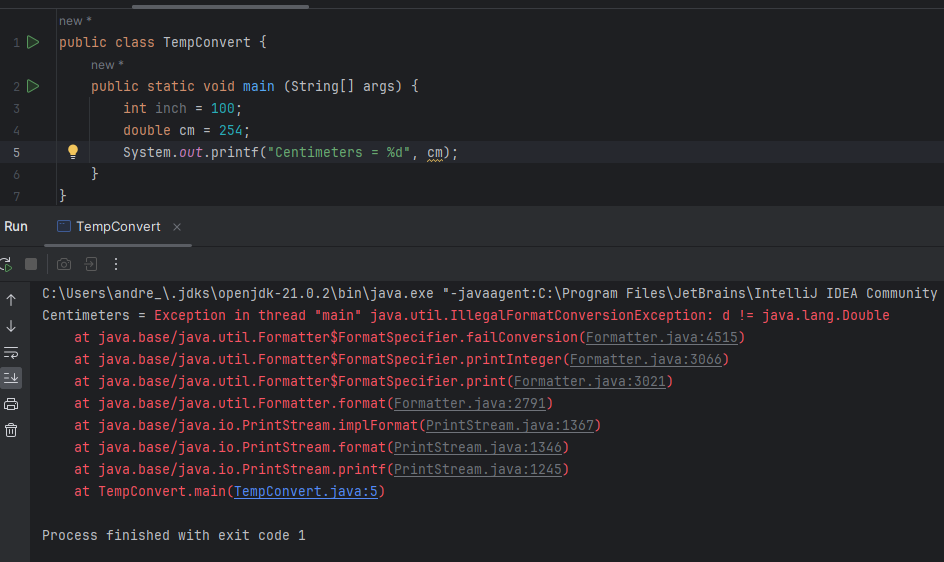 new *
1 public class TempConvert {
new *
2 public static void main (String[] args) {
3 int inch = 100;
4 double cm = 254;
5 System.out.printf("Centimeters = %d", cm);
6 }
7 }
Run TempConvert
C:\Users\andre_\.jdks\openjdk-21.0.2\bin\java.exe "-javaagent:C:\Program Files\JetBrains\IntelliJ IDEA Community
Centimeters = Exception in thread "main" java.util.IllegalFormatConversionException: d != java.lang.Double
at java.base/java.util.Formatter$FormatSpecifier.failConversion(Formatter.java:4515)
at java.base/java.util.Formatter$FormatSpecifier.printInteger(Formatter.java:3066)
at java.base/java.util.Formatter$FormatSpecifier.print(Formatter.java:3021)
at java.base/java.util.Formatter.format(Formatter.java:2791)
at java.base/java.io.PrintStream.implFormat(PrintStream.java:1367)
at java.base/java.io.PrintStream.format(PrintStream.java:1346)
at java.base/java.io.PrintStream.printf(PrintStream.java:1245)
at TempConvert.main(TempConvert.java:5)
Process finished with exit code 1